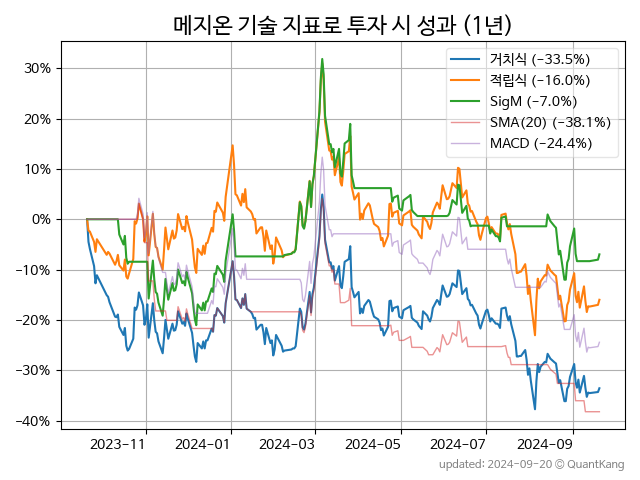 메지온 기술 지표로 투자 시 성과 (1년)
거치식 (−33.5%)
적립식 (−16.0%)
SigM (−7.0%)
SMA(20) (−38.1%)
MACD (−24.4%)
30%
20%
10%
0%
−10%
−20%
−30%
−40%
2023−11 2024−01 2024−03 2024−05 2024−07 2024−09
updated: 2024−09−20 © QuantKang